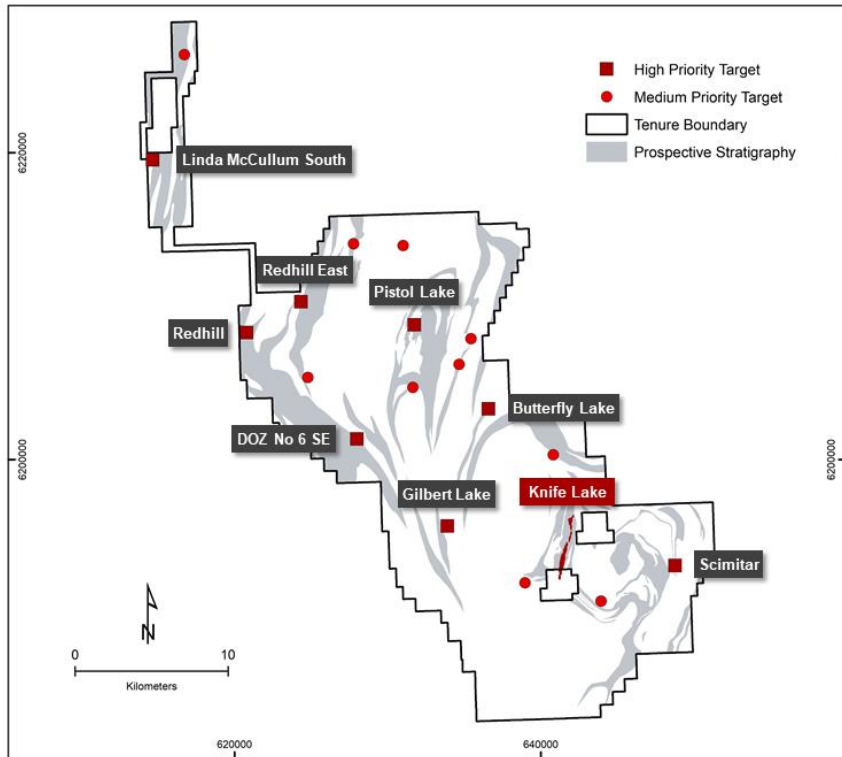 High Priority Target
Medium Priority Target
Tenure Boundary
Prospective Stratigraphy
6220000
Linda McCullum South
Redhill East
Pistol Lake
Redhill
Butterfly Lake
DOZ No 6 SE
6200000
6200000
Gilbert Lake
Knife Lake
Scimitar
N
0
10
Kilometers
620000
640000